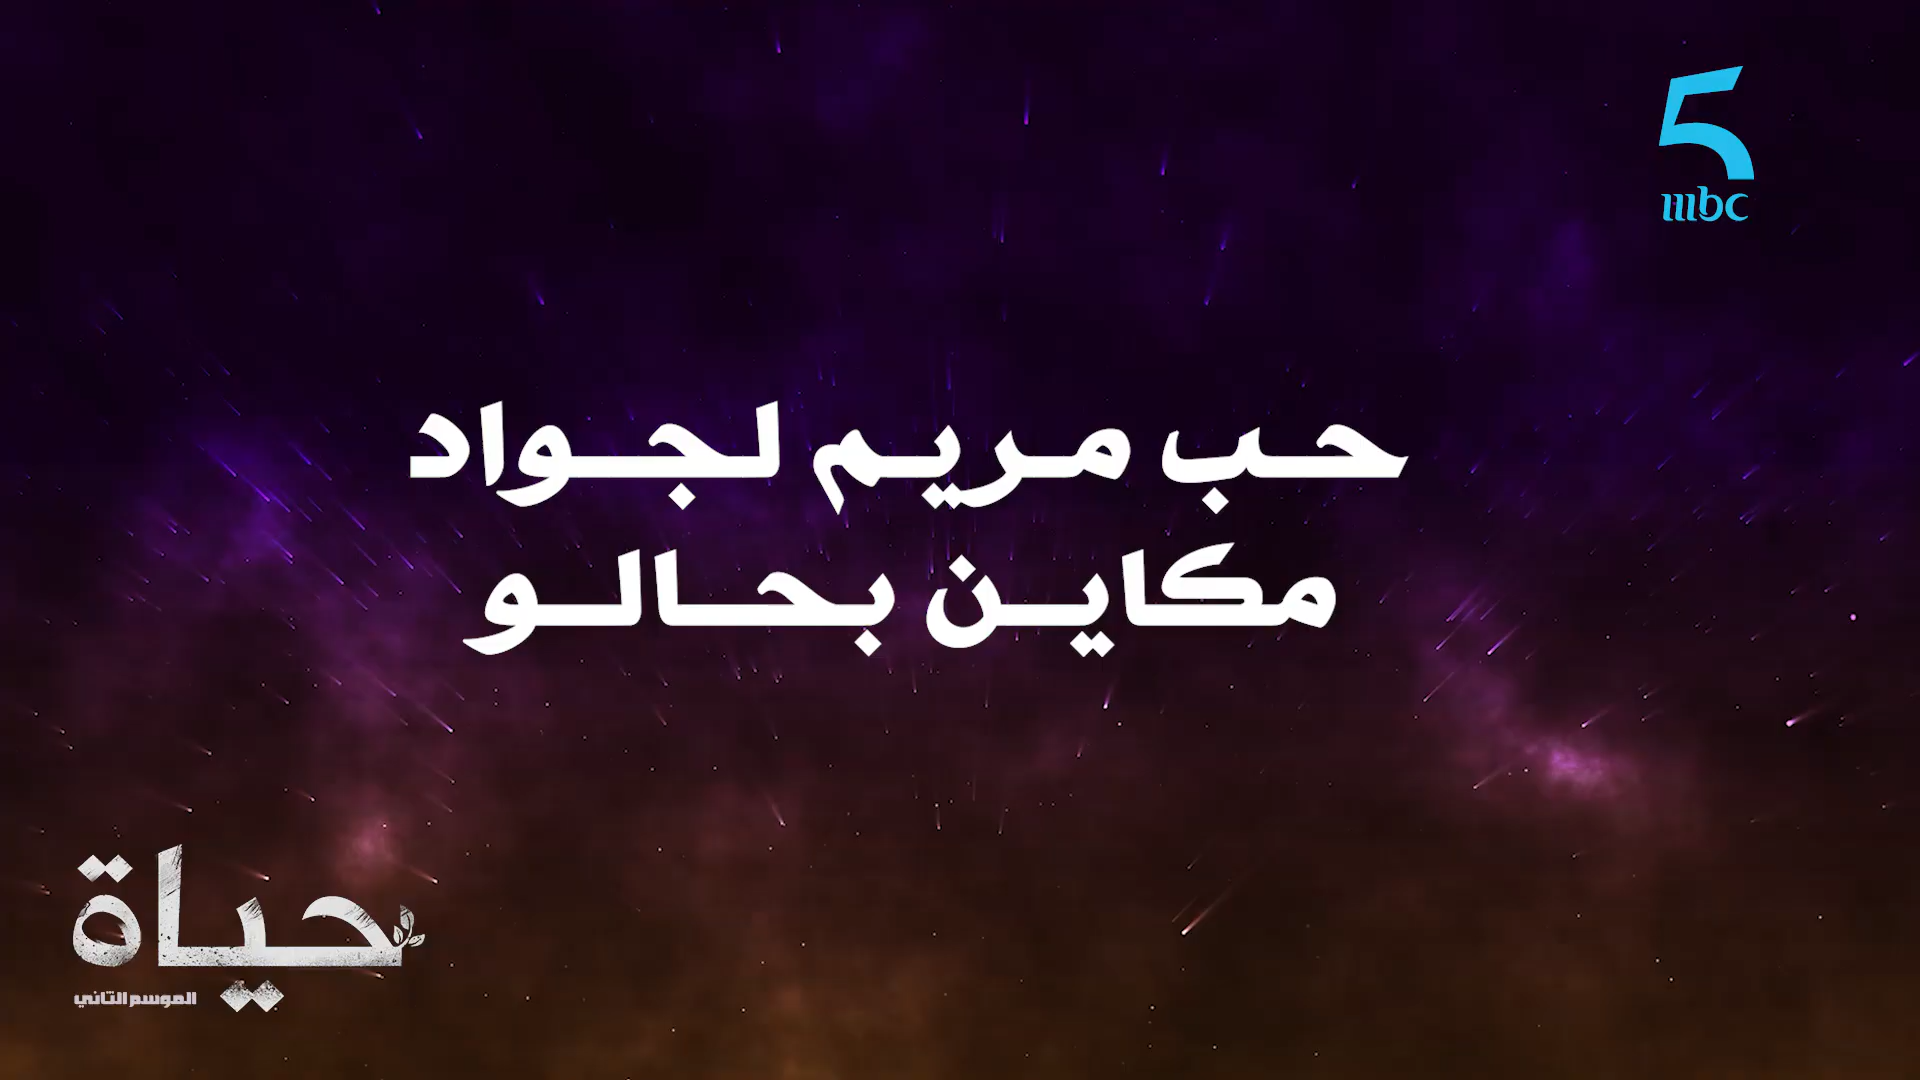 5
mbc
حب مريم لجواد
مكاين بحالو
حياة
الموسم الثاني